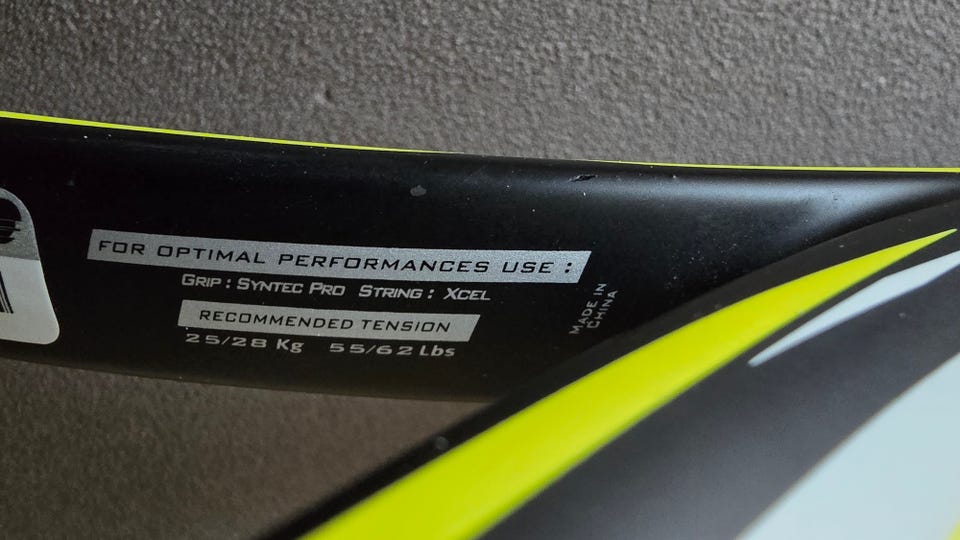 FOR OPTIMAL PERFORMANCES USE :
GRIP : SYNTEC PRO STRING : XCEL
RECOMMENDED TENSION
25/28 Kg 55/62 Lbs
MADE IN
CHINA